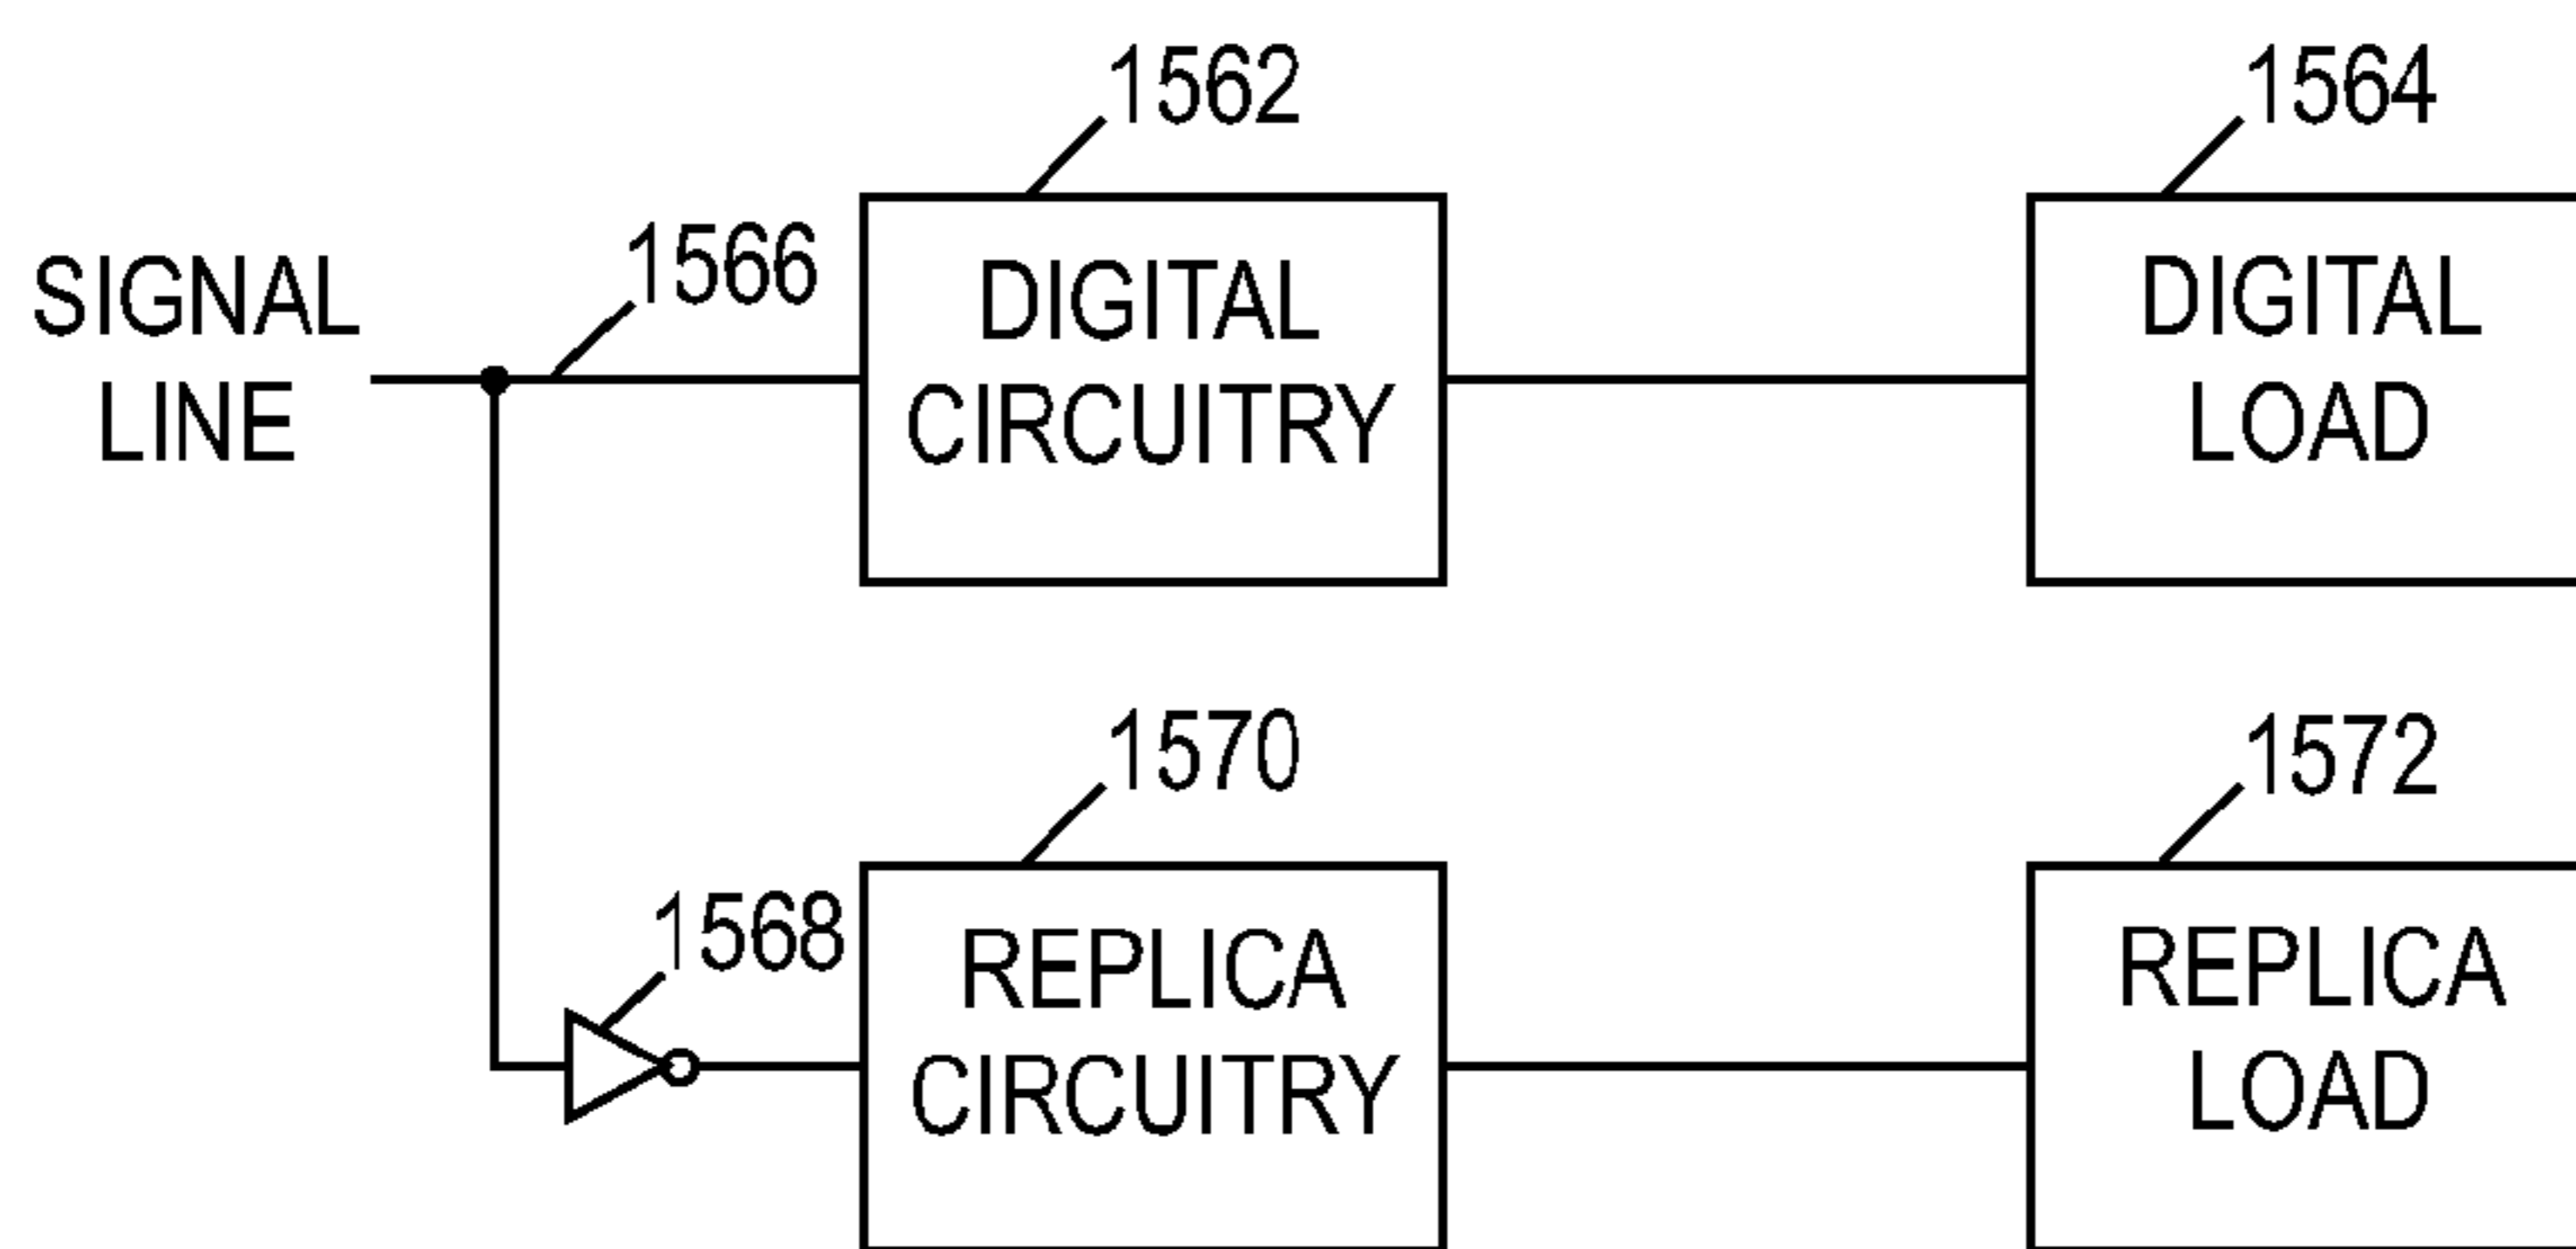 1562
1564
1566
SIGNAL
LINE
DIGITAL
CIRCUITRY
DIGITAL
LOAD
1570
1572
1568
REPLICA
CIRCUITRY
REPLICA
LOAD